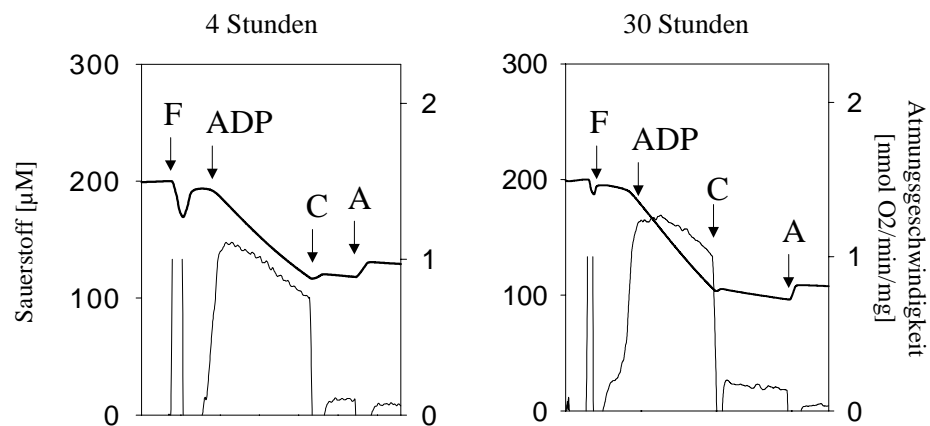 4 Stunden
30 Stunden
300
200
100
0
2
1
0
F
ADP
C
A
Sauerstoff [µM]
300
200
100
0
2
1
0
F
ADP
C
A
Atmungsgeschwindigkeit
[nmol O2/min/mg]